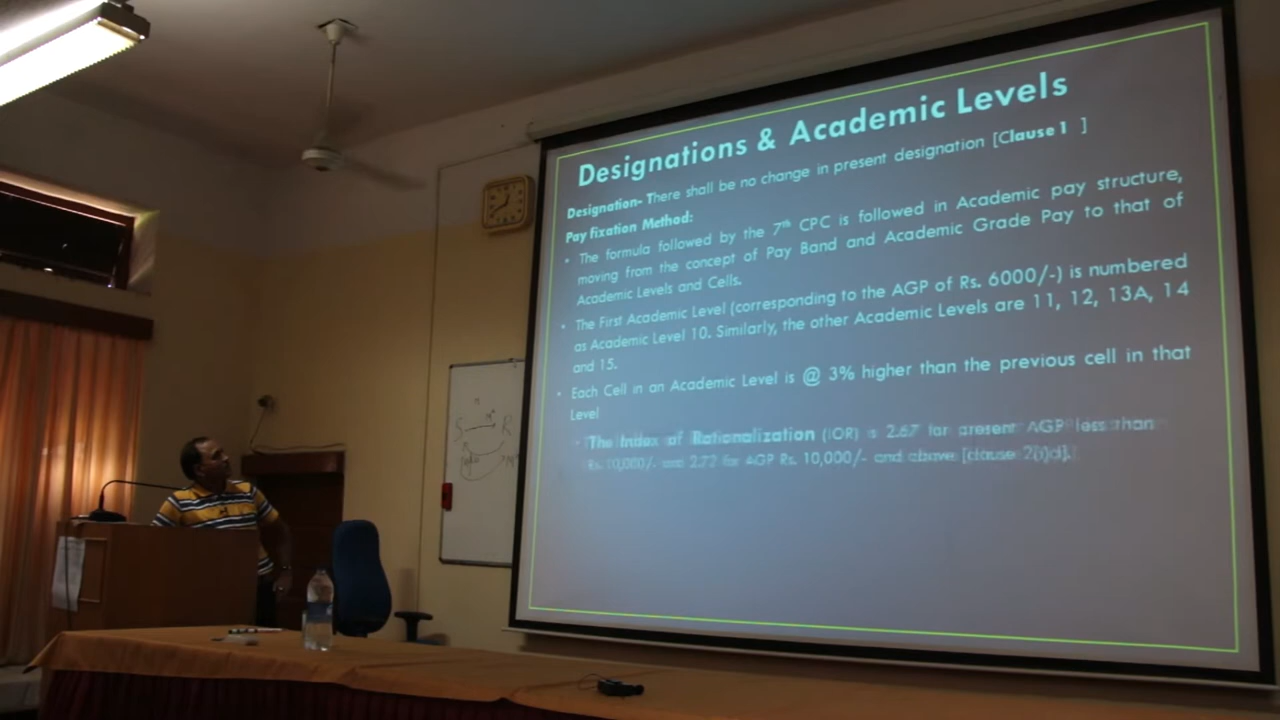 Designations & Academic Levels
Designation- There shall be no change in present designation [Clause 1 ]
Pay fixation Method:
• The formula followed by the 7th CPC is followed in Academic pay structure,
moving from the concept of Pay Band and Academic Grade Pay to that of
Academic Levels and Cells.
• The First Academic Level (corresponding to the AGP of Rs. 6000/-) is numbered
as Academic Level 10. Similarly, the other Academic Levels are 11, 12, 13A, 14
and 15.
• Each Cell in an Academic Level is @ 3% higher than the previous cell in that
Level
• The Index of Rationalization (IOR) is 2.67 for present AGP less than
Rs. 10,000/- and 2.72 for AGP Rs. 10,000/- and above [clause 2(i)d].
S
R